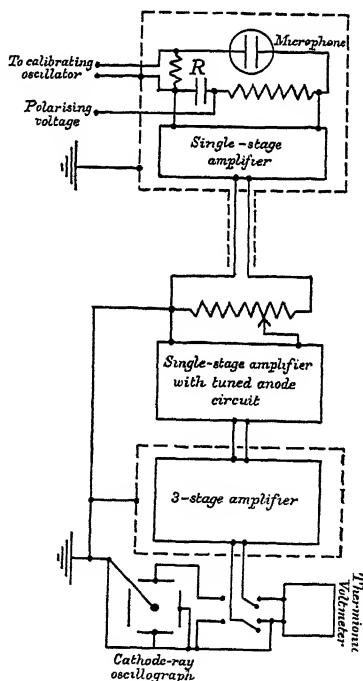 Microphone
To calibrating
oscillator
R
Polarising
voltage
Single-stage
amplifier
Single-stage amplifier
with tuned anode
circuit
3-stage amplifier
Thermionic
Voltmeter
Cathode-ray
oscillograph